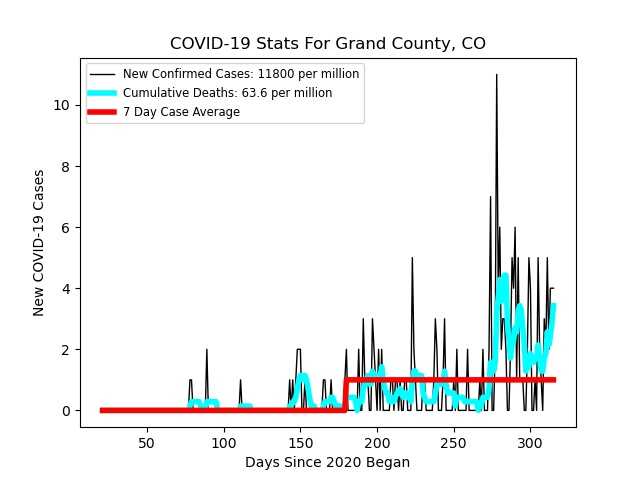 COVID-19 Stats For Grand County, CO
New Confirmed Cases: 11800 per million
Cumulative Deaths: 63.6 per million
7 Day Case Average
New COVID-19 Cases
10
8
6
4
2
0
50 100 150 200 250 300
Days Since 2020 Began